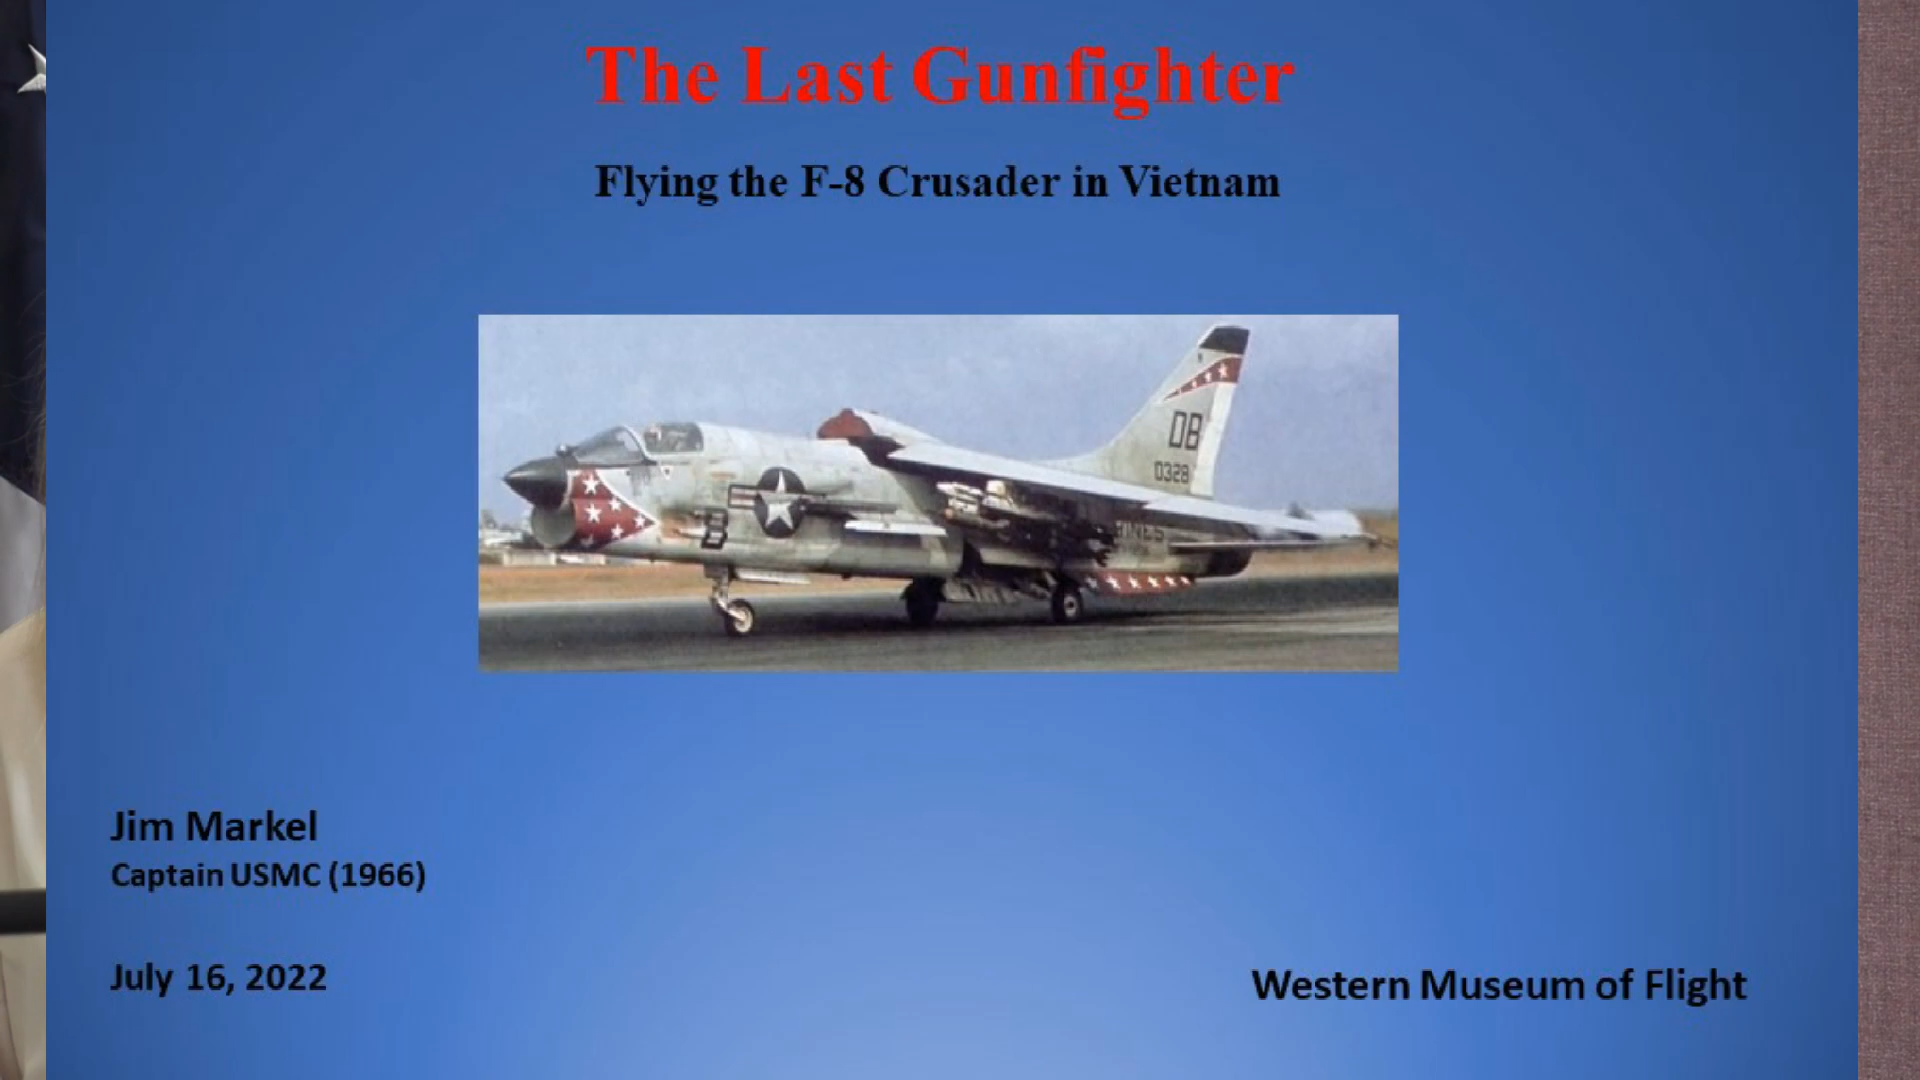 The Last Gunfighter
Flying the F-8 Crusader in Vietnam
DB
0328
B
Jim Markel
Captain USMC (1966)
July 16, 2022
Western Museum of Flight